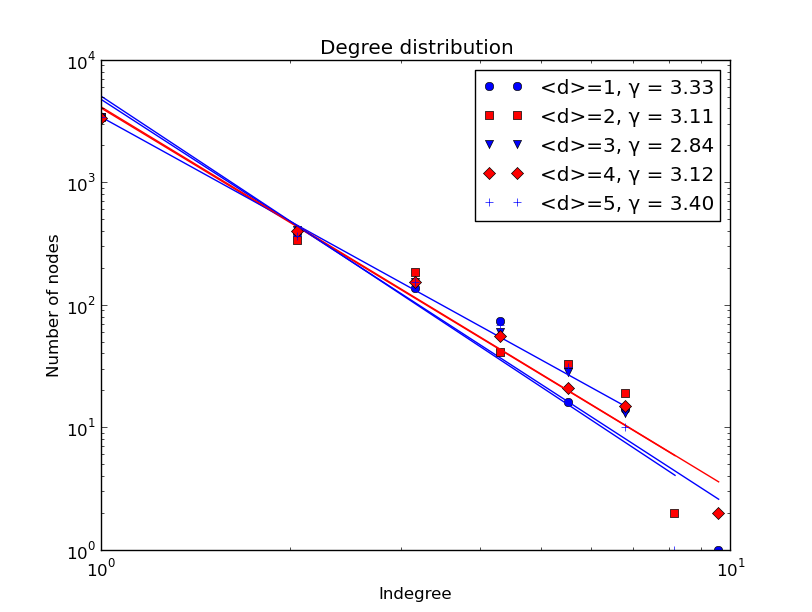 Degree distribution
10^4
10^3
10^2
10^1
10^0
Number of nodes
<d>=1, γ = 3.33
<d>=2, γ = 3.11
<d>=3, γ = 2.84
<d>=4, γ = 3.12
<d>=5, γ = 3.40
10^0
10^1
Indegree